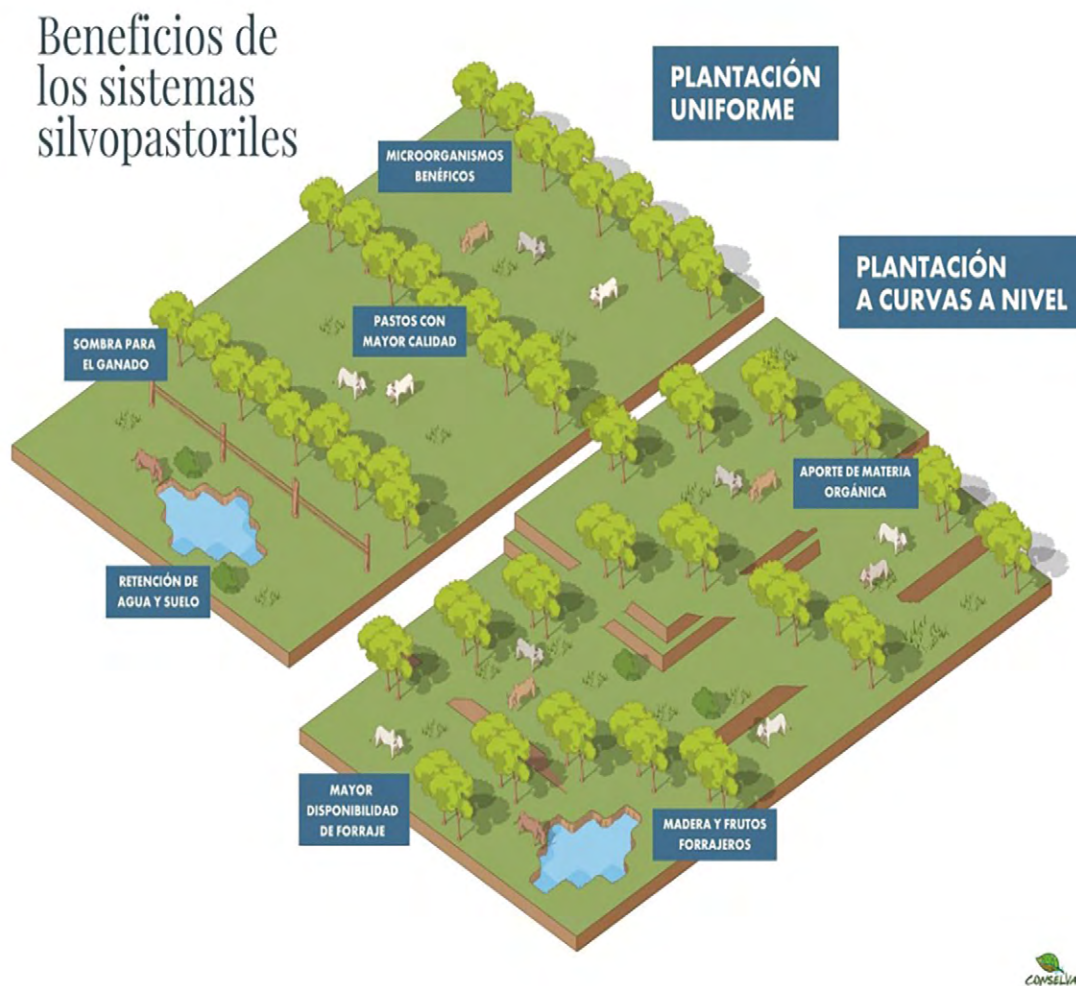 Beneficios de
los sistemas
silvopastoriles
PLANTACIÓN
UNIFORME
MICROORGANISMOS
BENÉFICOS
PLANTACIÓN
A CURVAS A NIVEL
PASTOS CON
MAYOR CALIDAD
SOMBRA PARA
EL GANADO
APORTE DE MATERIA
ORGÁNICA
RETENCIÓN DE
AGUA Y SUELO
MAYOR
DISPONIBILIDAD
DE FORRAJE
MADERA Y FRUTOS
FORRAJEROS
CONSELVA